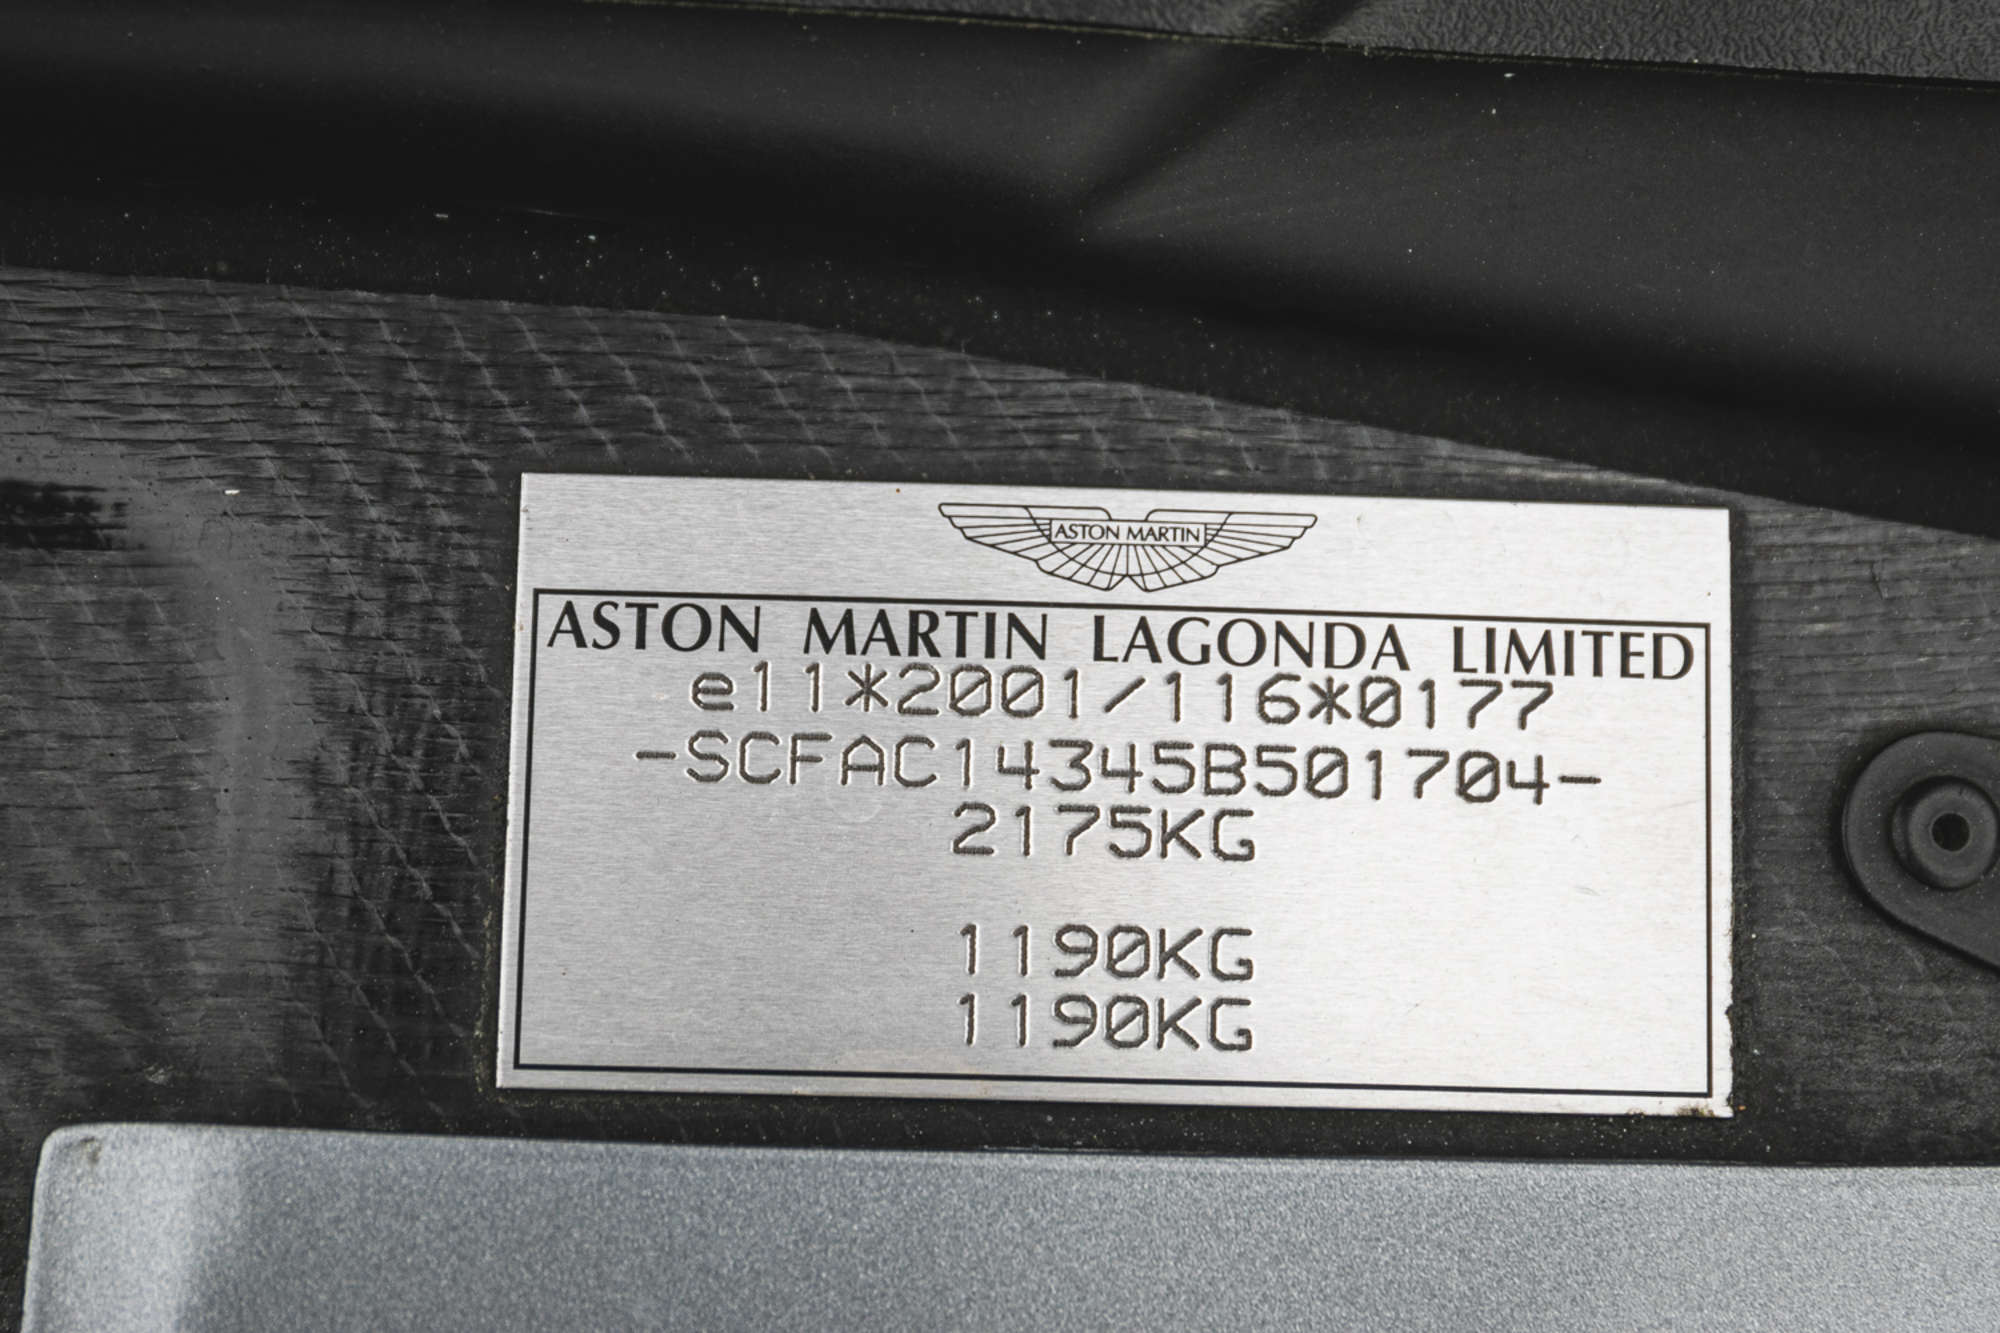 ASTON MARTIN
ASTON MARTIN LAGONDA LIMITED
e11*2001/116*0177
-SCFAC14345B501704-
2175KG
1190KG
1190KG